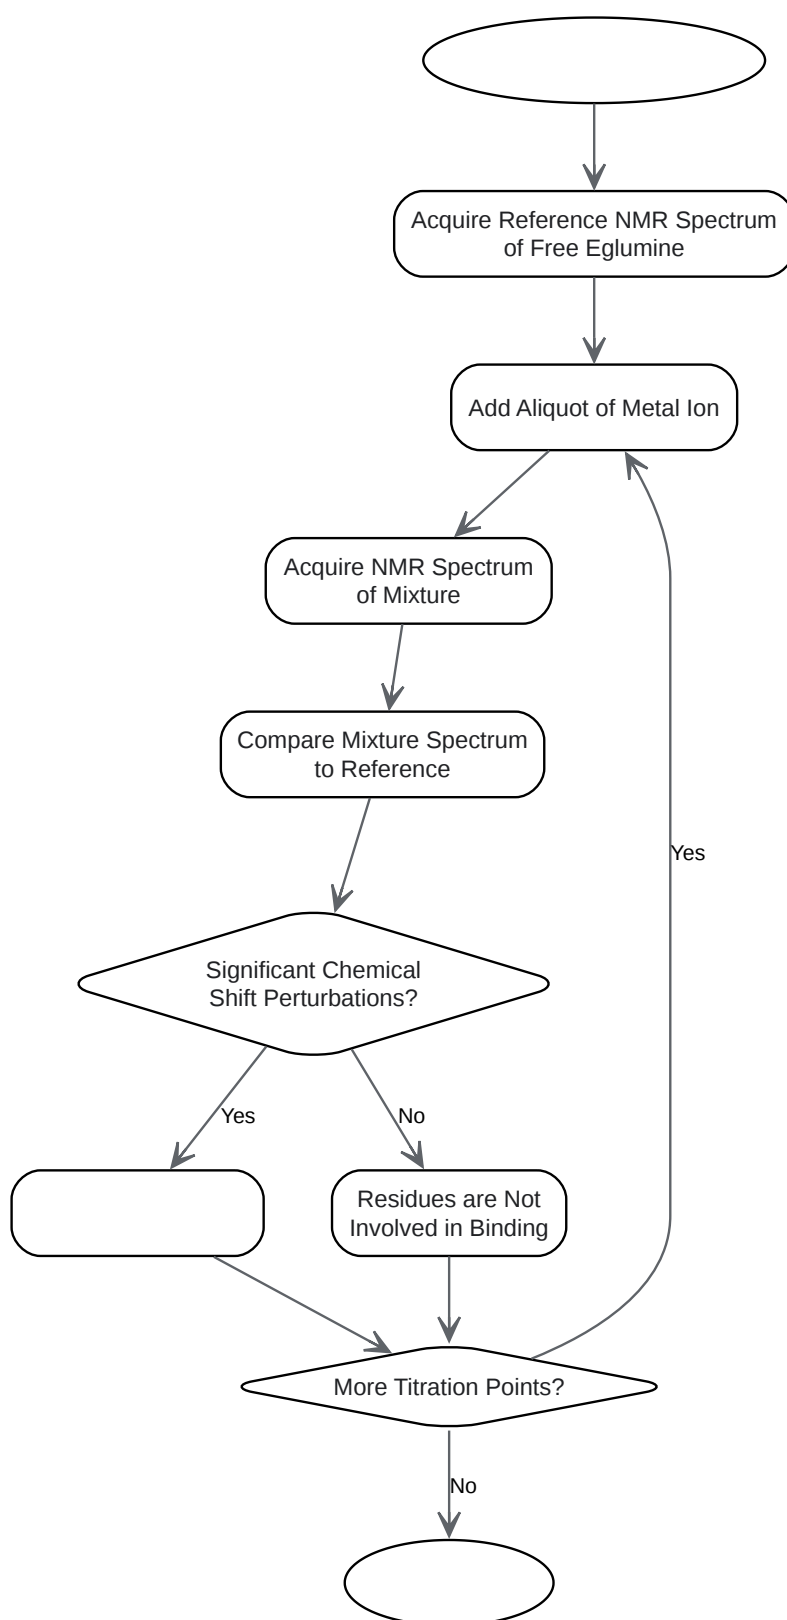 Acquire Reference NMR Spectrum
of Free Eglumine
Add Aliquot of Metal Ion
Acquire NMR Spectrum
of Mixture
Compare Mixture Spectrum
to Reference
Yes
Significant Chemical
Shift Perturbations?
Yes
No
Residues are Not
Involved in Binding
More Titration Points?
No